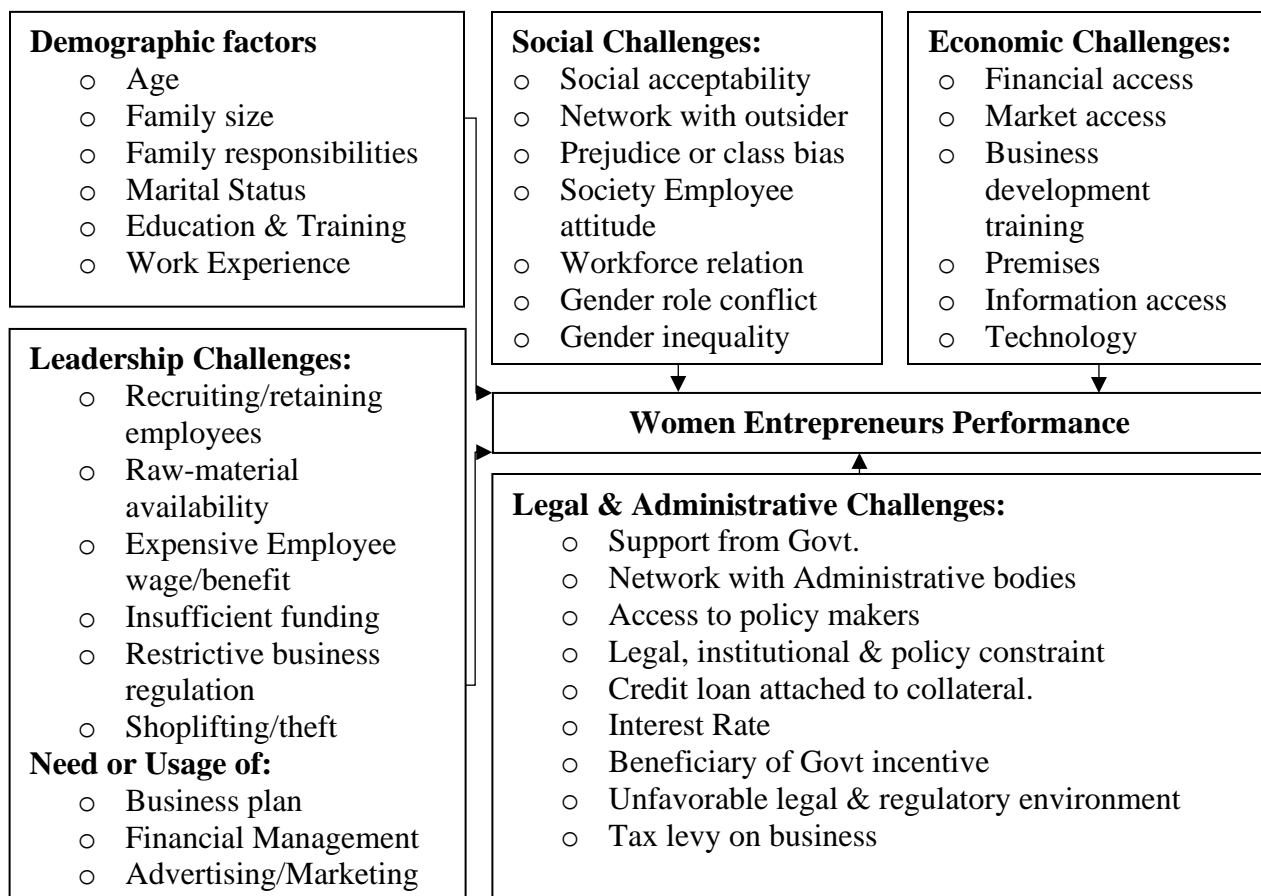 Demographic factors
o Age
o Family size
o Family responsibilities
o Marital Status
o Education & Training
o Work Experience
Social Challenges:
o Social acceptability
o Network with outsider
o Prejudice or class bias
o Society Employee
attitude
o Workforce relation
o Gender role conflict
o Gender inequality
Economic Challenges:
o Financial access
o Market access
o Business
development
training
o Premises
o Information access
o Technology
Leadership Challenges:
o Recruiting/retaining
employees
o Raw-material
availability
o Expensive Employee
wage/benefit
o Insufficient funding
o Restrictive business
regulation
o Shoplifting/theft
Need or Usage of:
o Business plan
o Financial Management
o Advertising/Marketing
Women Entrepreneurs Performance
Legal & Administrative Challenges:
o Support from Govt.
o Network with Administrative bodies
o Access to policy makers
o Legal, institutional & policy constraint
o Credit loan attached to collateral.
o Interest Rate
o Beneficiary of Govt incentive
o Unfavorable legal & regulatory environment
o Tax levy on business